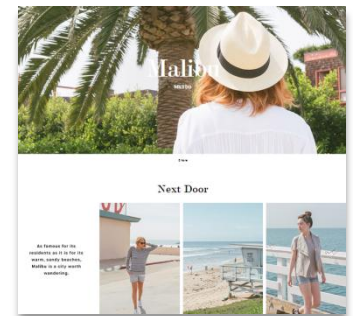 Malibu
Next Door
As famous for its
residents as it is for its
warm, sandy beaches,
Malibu is a city worth
wandering.